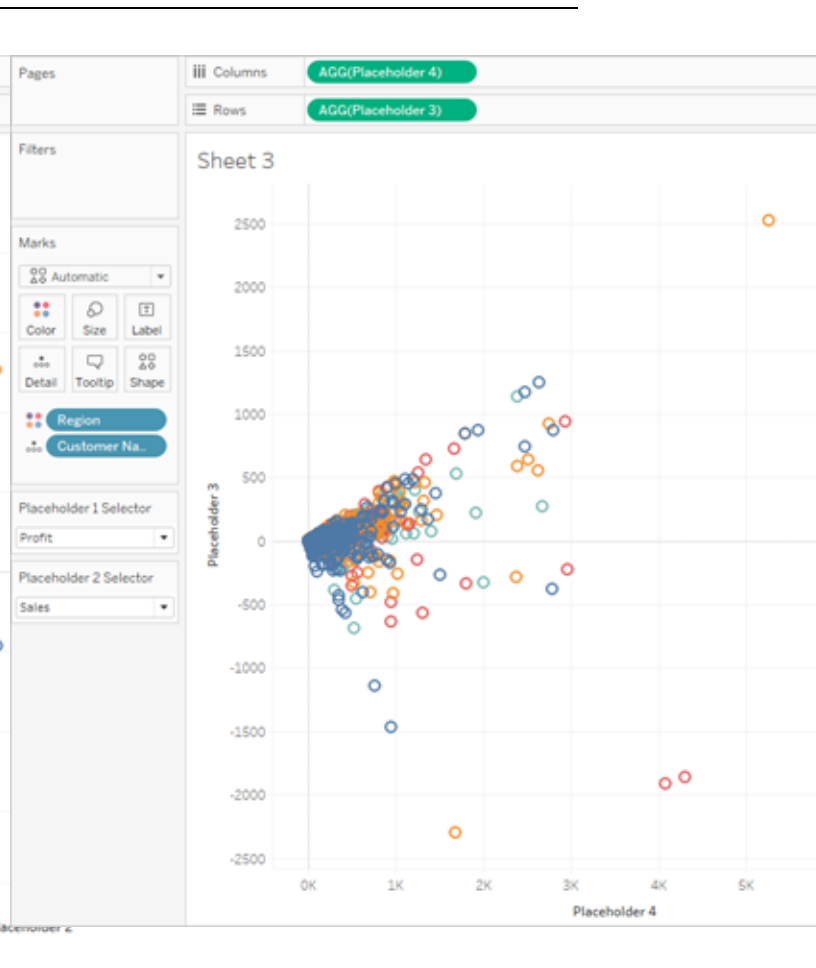 Pages
Columns AGG(Placeholder 4)
Rows AGG(Placeholder 3)
Filters
Sheet 3
Marks
Automatic
Color Size Label
Detail Tooltip Shape
Region
Customer Na..
Placeholder 1 Selector
Profit
Placeholder 2 Selector
Sales
Placeholder 3
2500
2000
1500
1000
500
0
-500
-1000
-1500
-2000
-2500
0K 1K 2K 3K 4K 5K
Placeholder 4